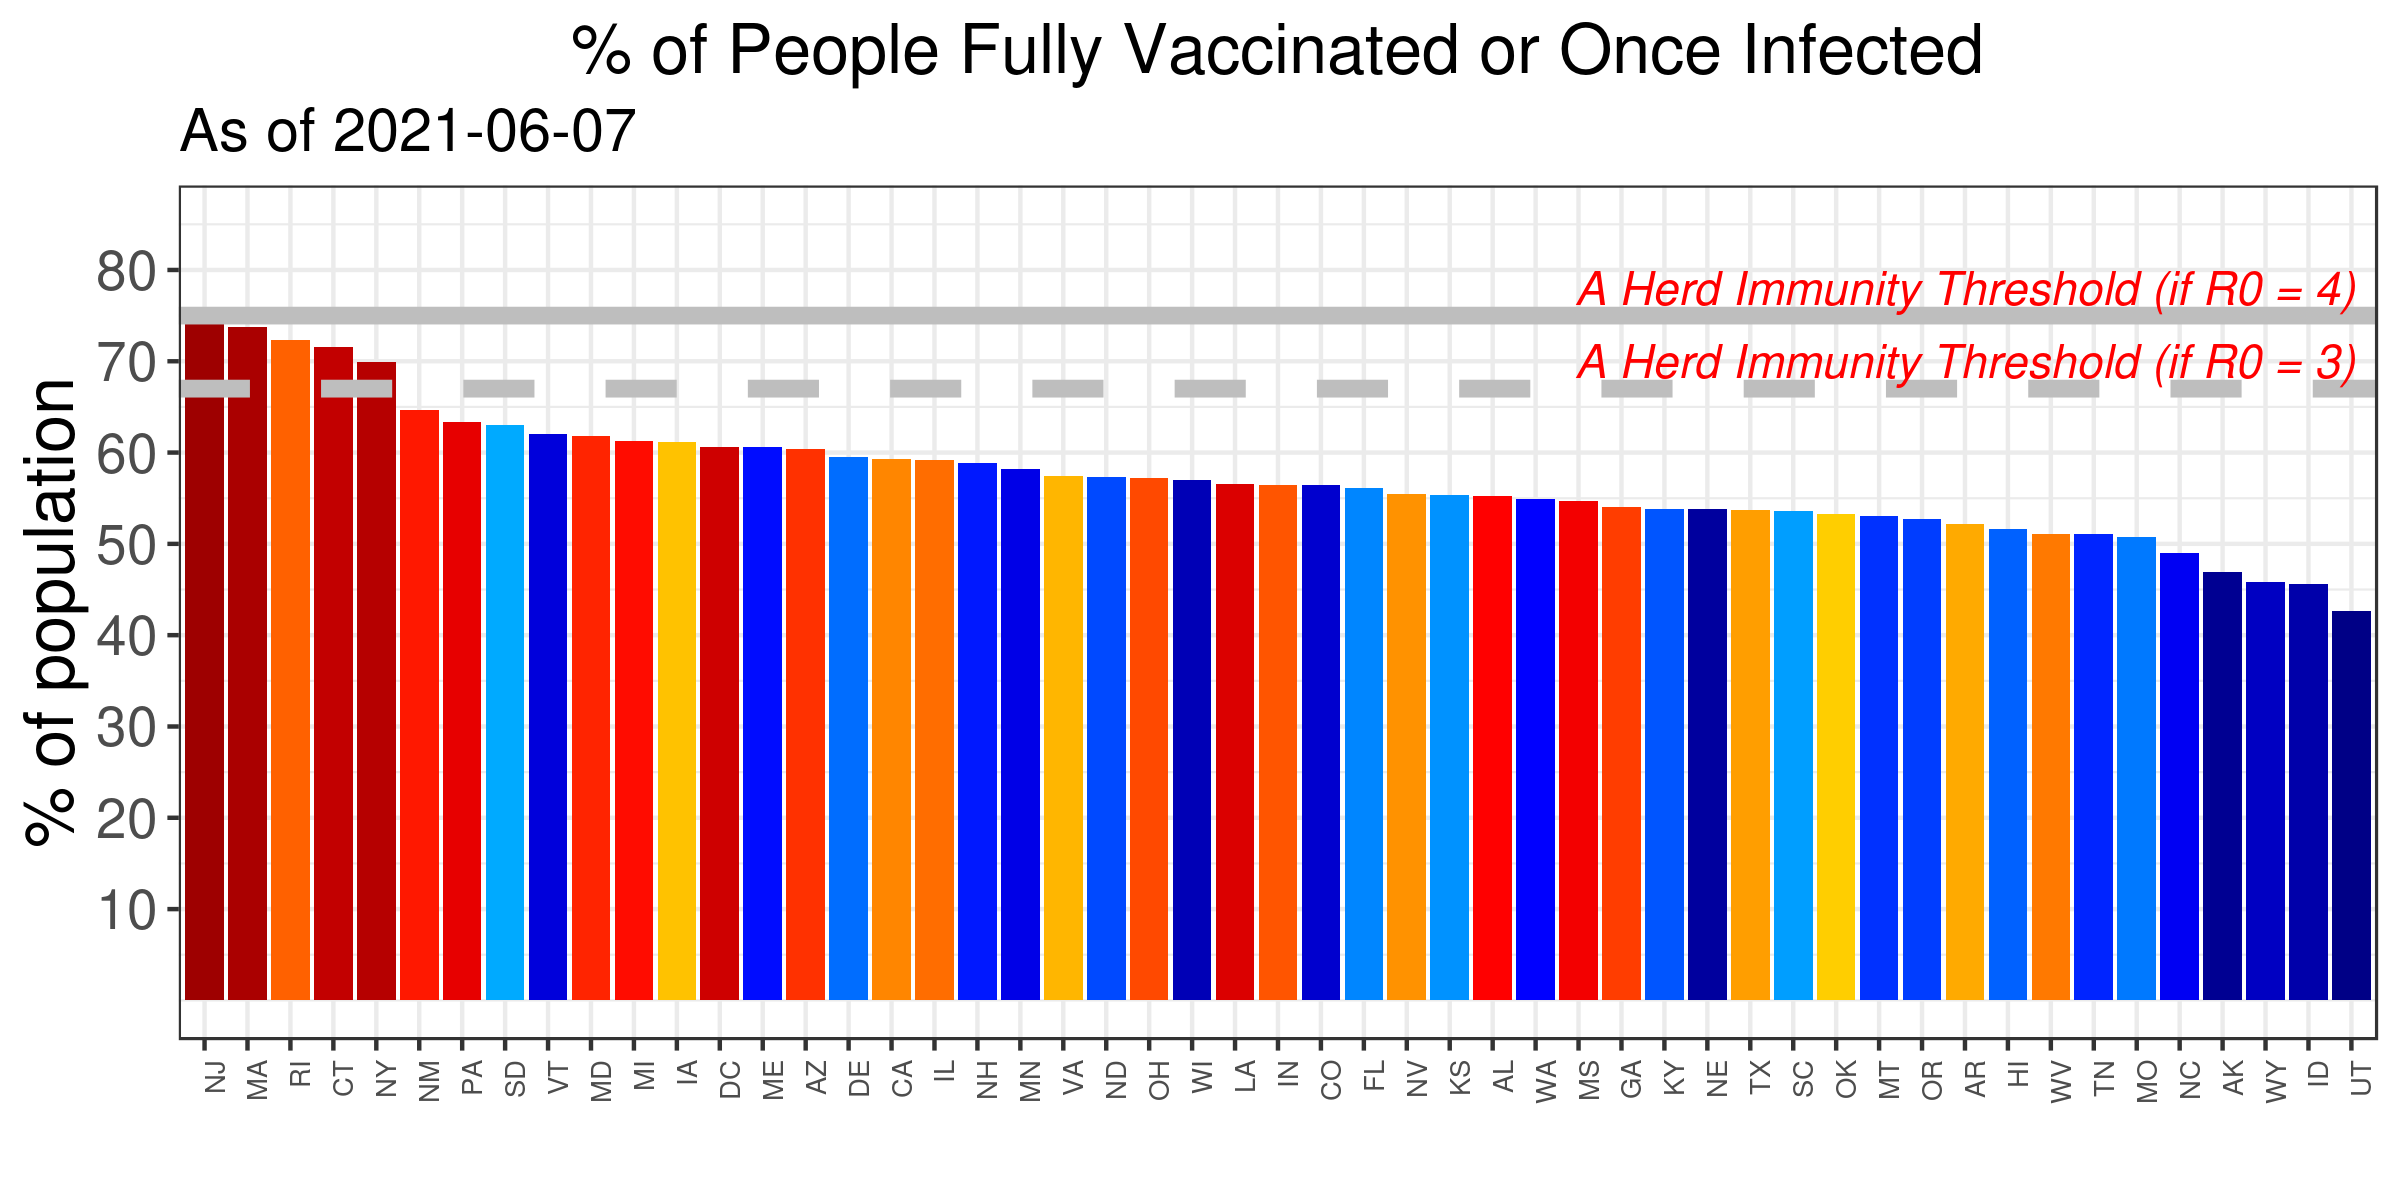 % of People Fully Vaccinated or Once Infected
As of 2021-06-07
% of population
80
70
60
50
40
30
20
10
A Herd Immunity Threshold (if R0 = 4)
A Herd Immunity Threshold (if R0 = 3)
NJ MA RI CT NY NM PA SD VT MD MI IA DC ME AZ DE CA IL NH MN VA ND OH WI LA IN CO FL NV KS AL WA MS GA KY NE TX SC OK MT OR AR HI WV TN MO NC AK WY ID UT